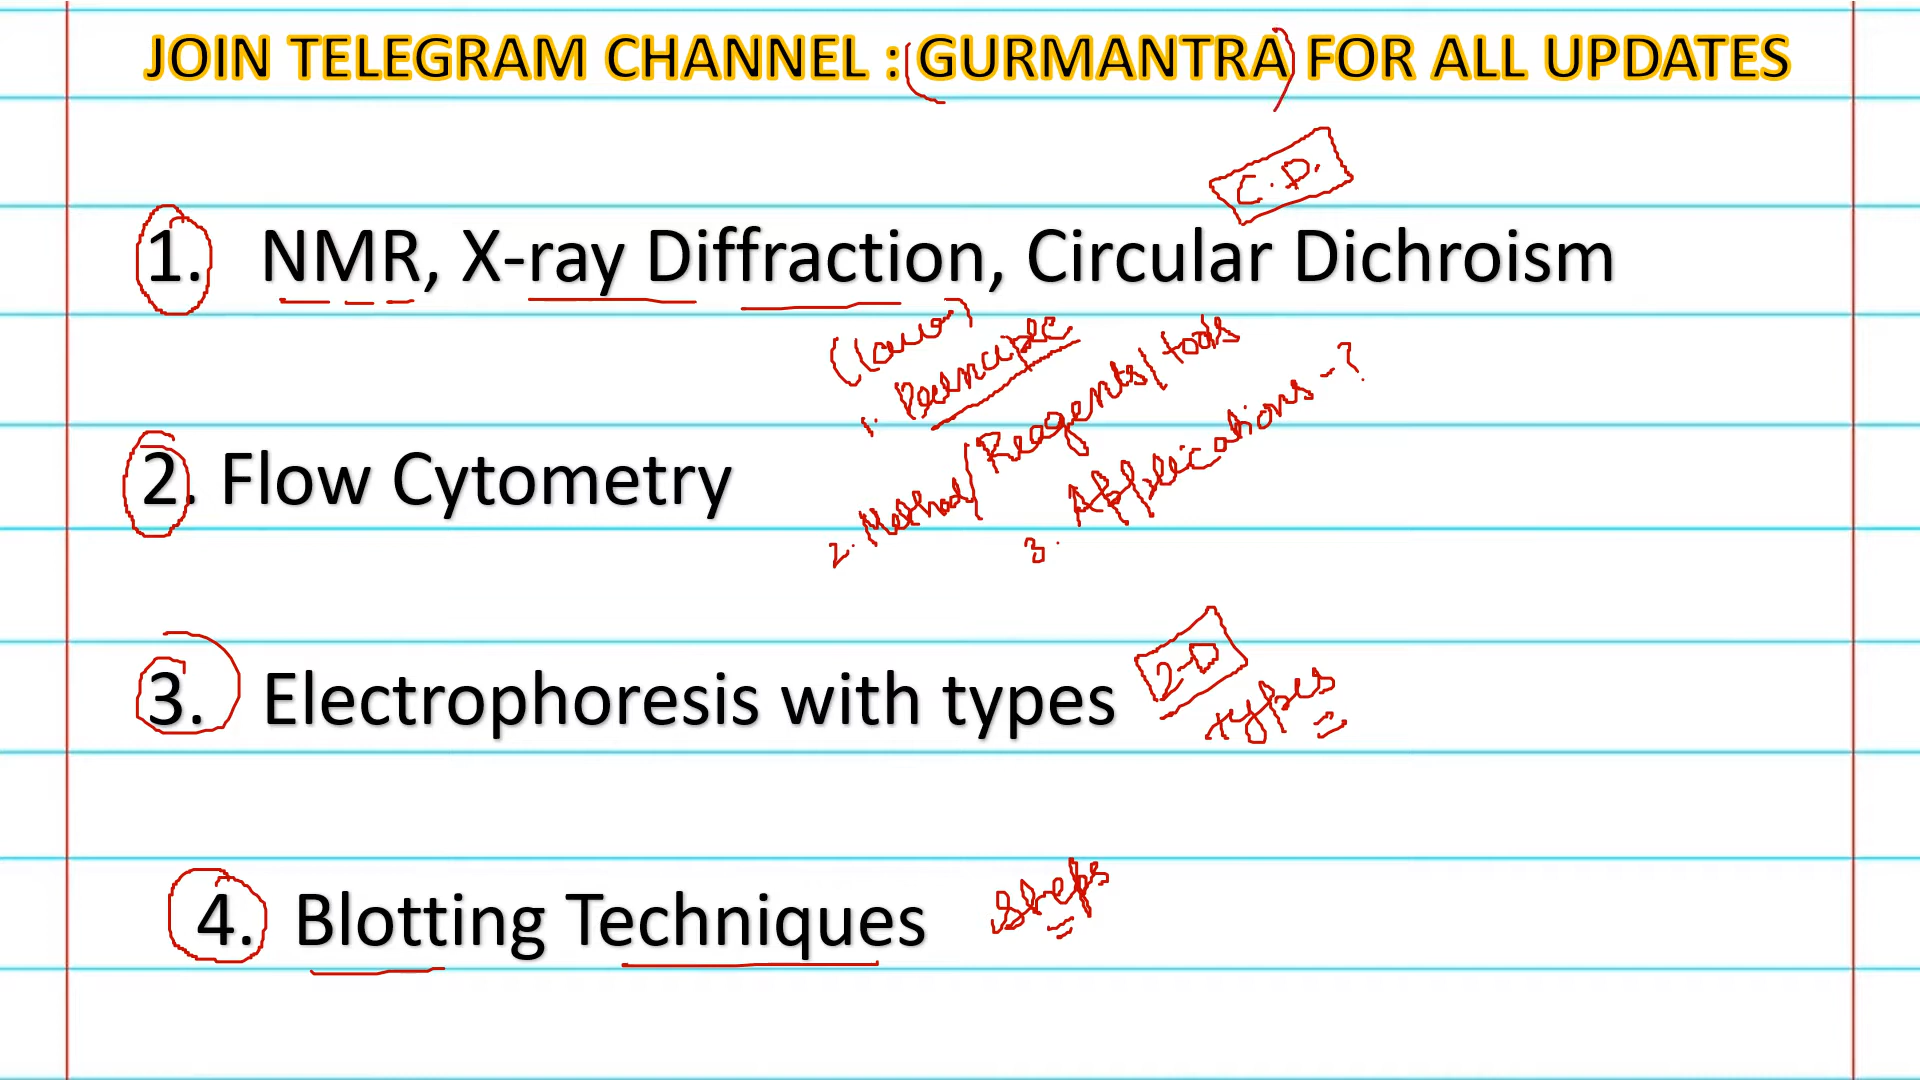 JOIN TELEGRAM CHANNEL : GURMANTRA FOR ALL UPDATES
C.D.
1. NMR, X-ray Diffraction, Circular Dichroism
1. Principle
2. Method/Reagents/tools
3. Applications - ?
2. Flow Cytometry
2-D
3. Electrophoresis with types
types
4. Blotting Techniques
Steps